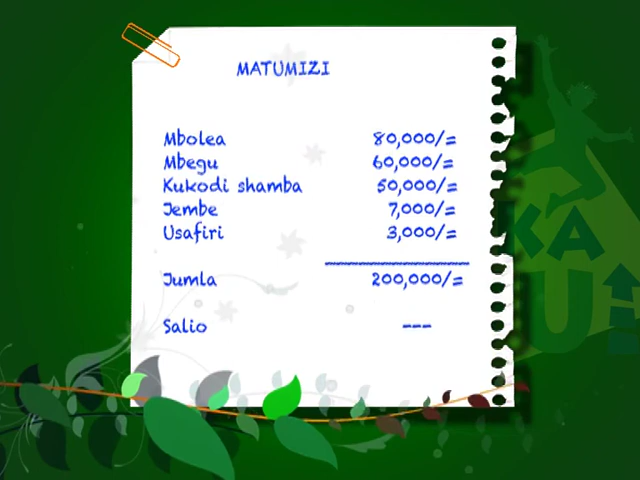 MATUMIZI
Mbolea 80,000/=
Mbegu 60,000/=
Kukodi shamba 50,000/=
Jembe 7,000/=
Usafiri 3,000/=
Jumla 200,000/=
Salio ---
KA